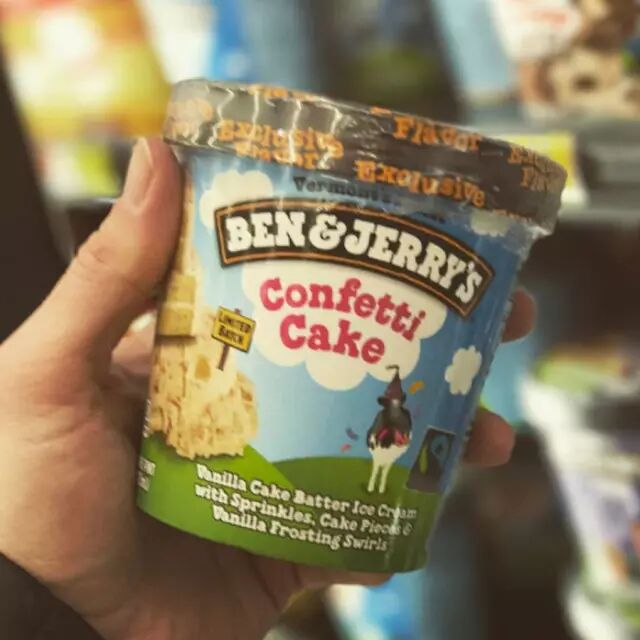 Exclusive Flavor Exclusive Flavor
Vermont's
BEN & JERRY'S
Confetti
Cake
LIMITED
BATCH
Vanilla Cake Batter Ice Cream
with Sprinkles, Cake Pieces &
Vanilla Frosting Swirls